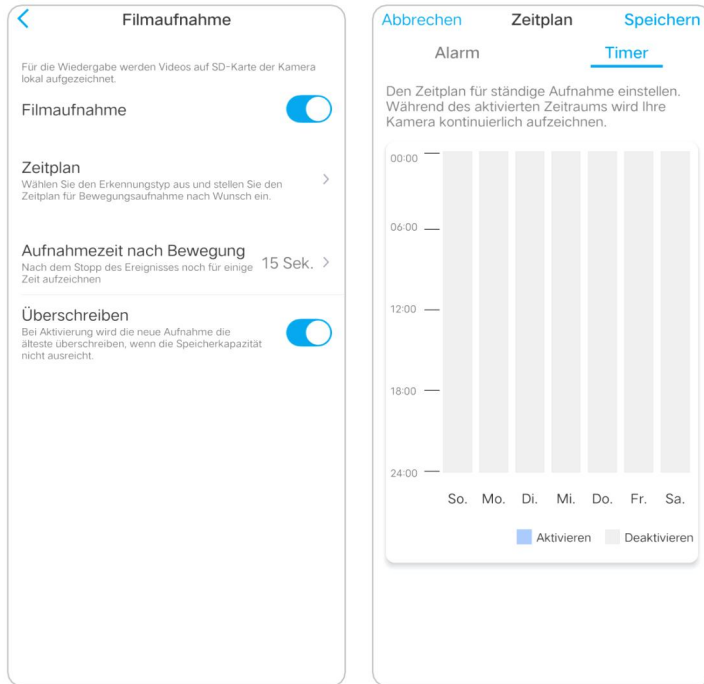 Filmaufnahme
Für die Wiedergabe werden Videos auf SD-Karte der Kamera
lokal aufgezeichnet.
Filmaufnahme
Zeitplan
Wählen Sie den Erkennungstyp aus und stellen Sie den
Zeitplan für Bewegungsaufnahme nach Wunsch ein.
Aufnahmezeit nach Bewegung
Nach dem Stopp des Ereignisses noch für einige
Zeit aufzeichnen
15 Sek.
Überschreiben
Bei Aktivierung wird die neue Aufnahme die
älteste überschreiben, wenn die Speicherkapazität
nicht ausreicht.
Abbrechen Zeitplan Speichern
Alarm Timer
Den Zeitplan für ständige Aufnahme einstellen.
Während des aktivierten Zeitraums wird Ihre
Kamera kontinuierlich aufzeichnen.
00:00
06:00
12:00
18:00
24:00
So. Mo. Di. Mi. Do. Fr. Sa.
Aktivieren Deaktivieren